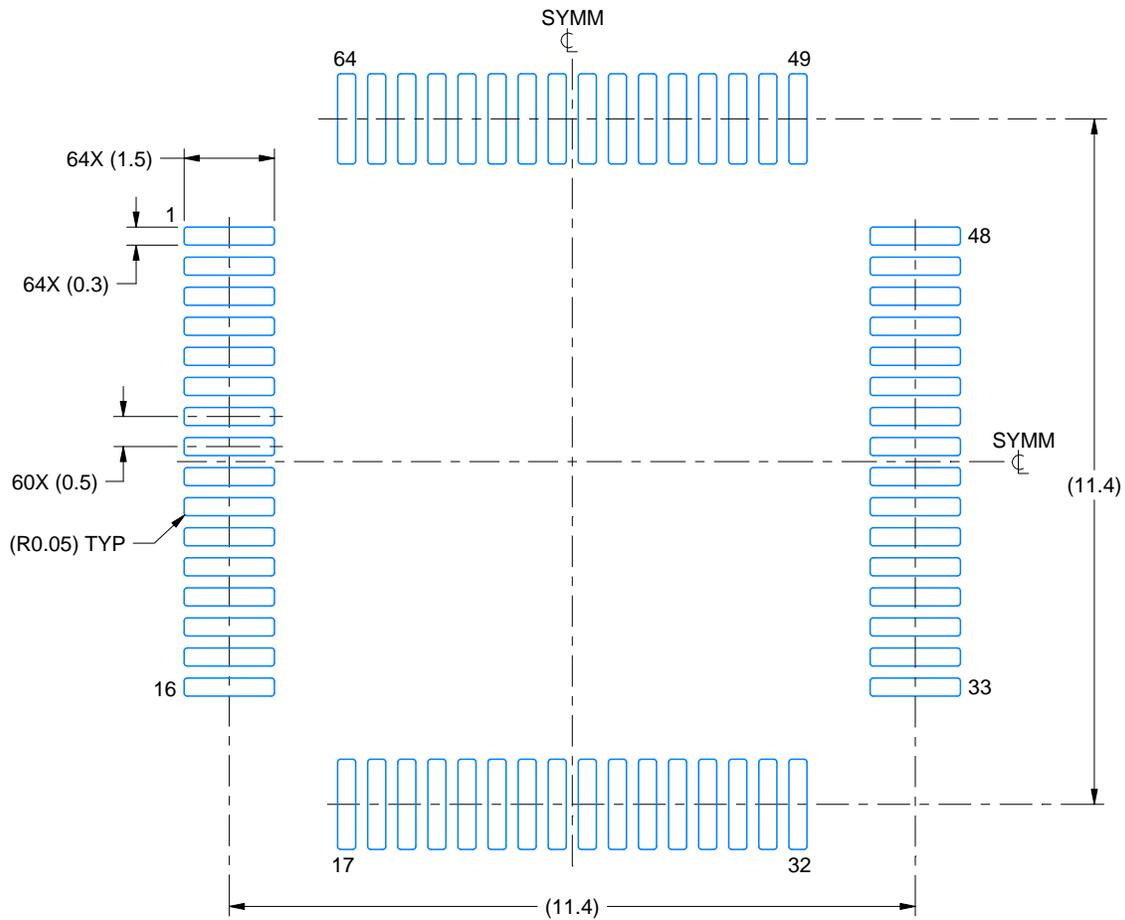 SYMM
℄
64
49
64X (1.5)
1
48
64X (0.3)
SYMM
℄
60X (0.5)
(11.4)
(R0.05) TYP
16
33
17
32
(11.4)